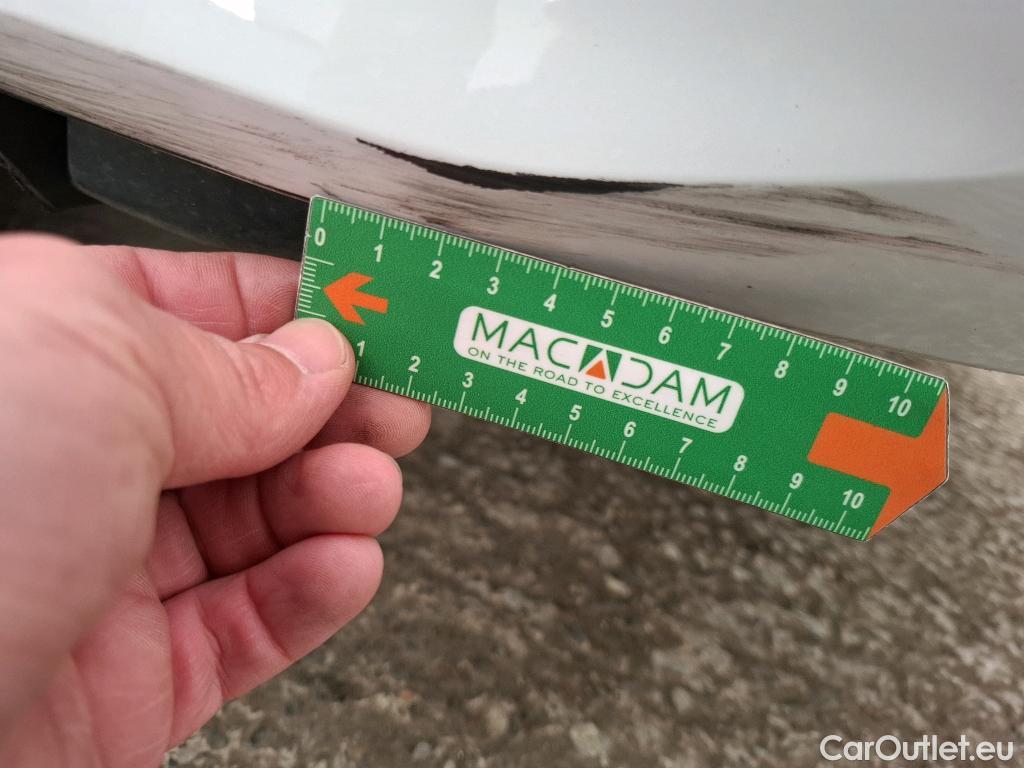 0 1 2 3 4 5 6 7 8 9 10
MACADAM
ON THE ROAD TO EXCELLENCE
1 2 3 4 5 6 7 8 9 10
CarOutlet.eu